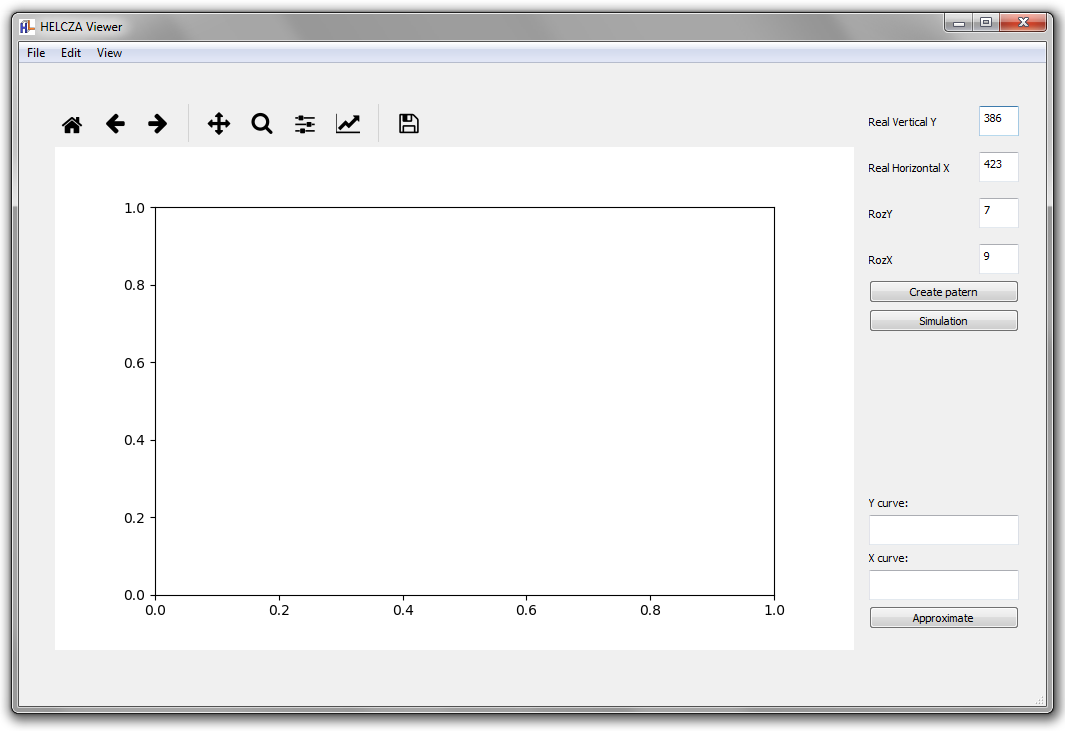 HELCZA Viewer
File Edit View
Real Vertical Y 386
Real Horizontal X 423
RozY 7
RozX 9
Create patern
Simulation
1.0
0.8
0.6
0.4
0.2
0.0
0.0 0.2 0.4 0.6 0.8 1.0
Y curve:
X curve:
Approximate